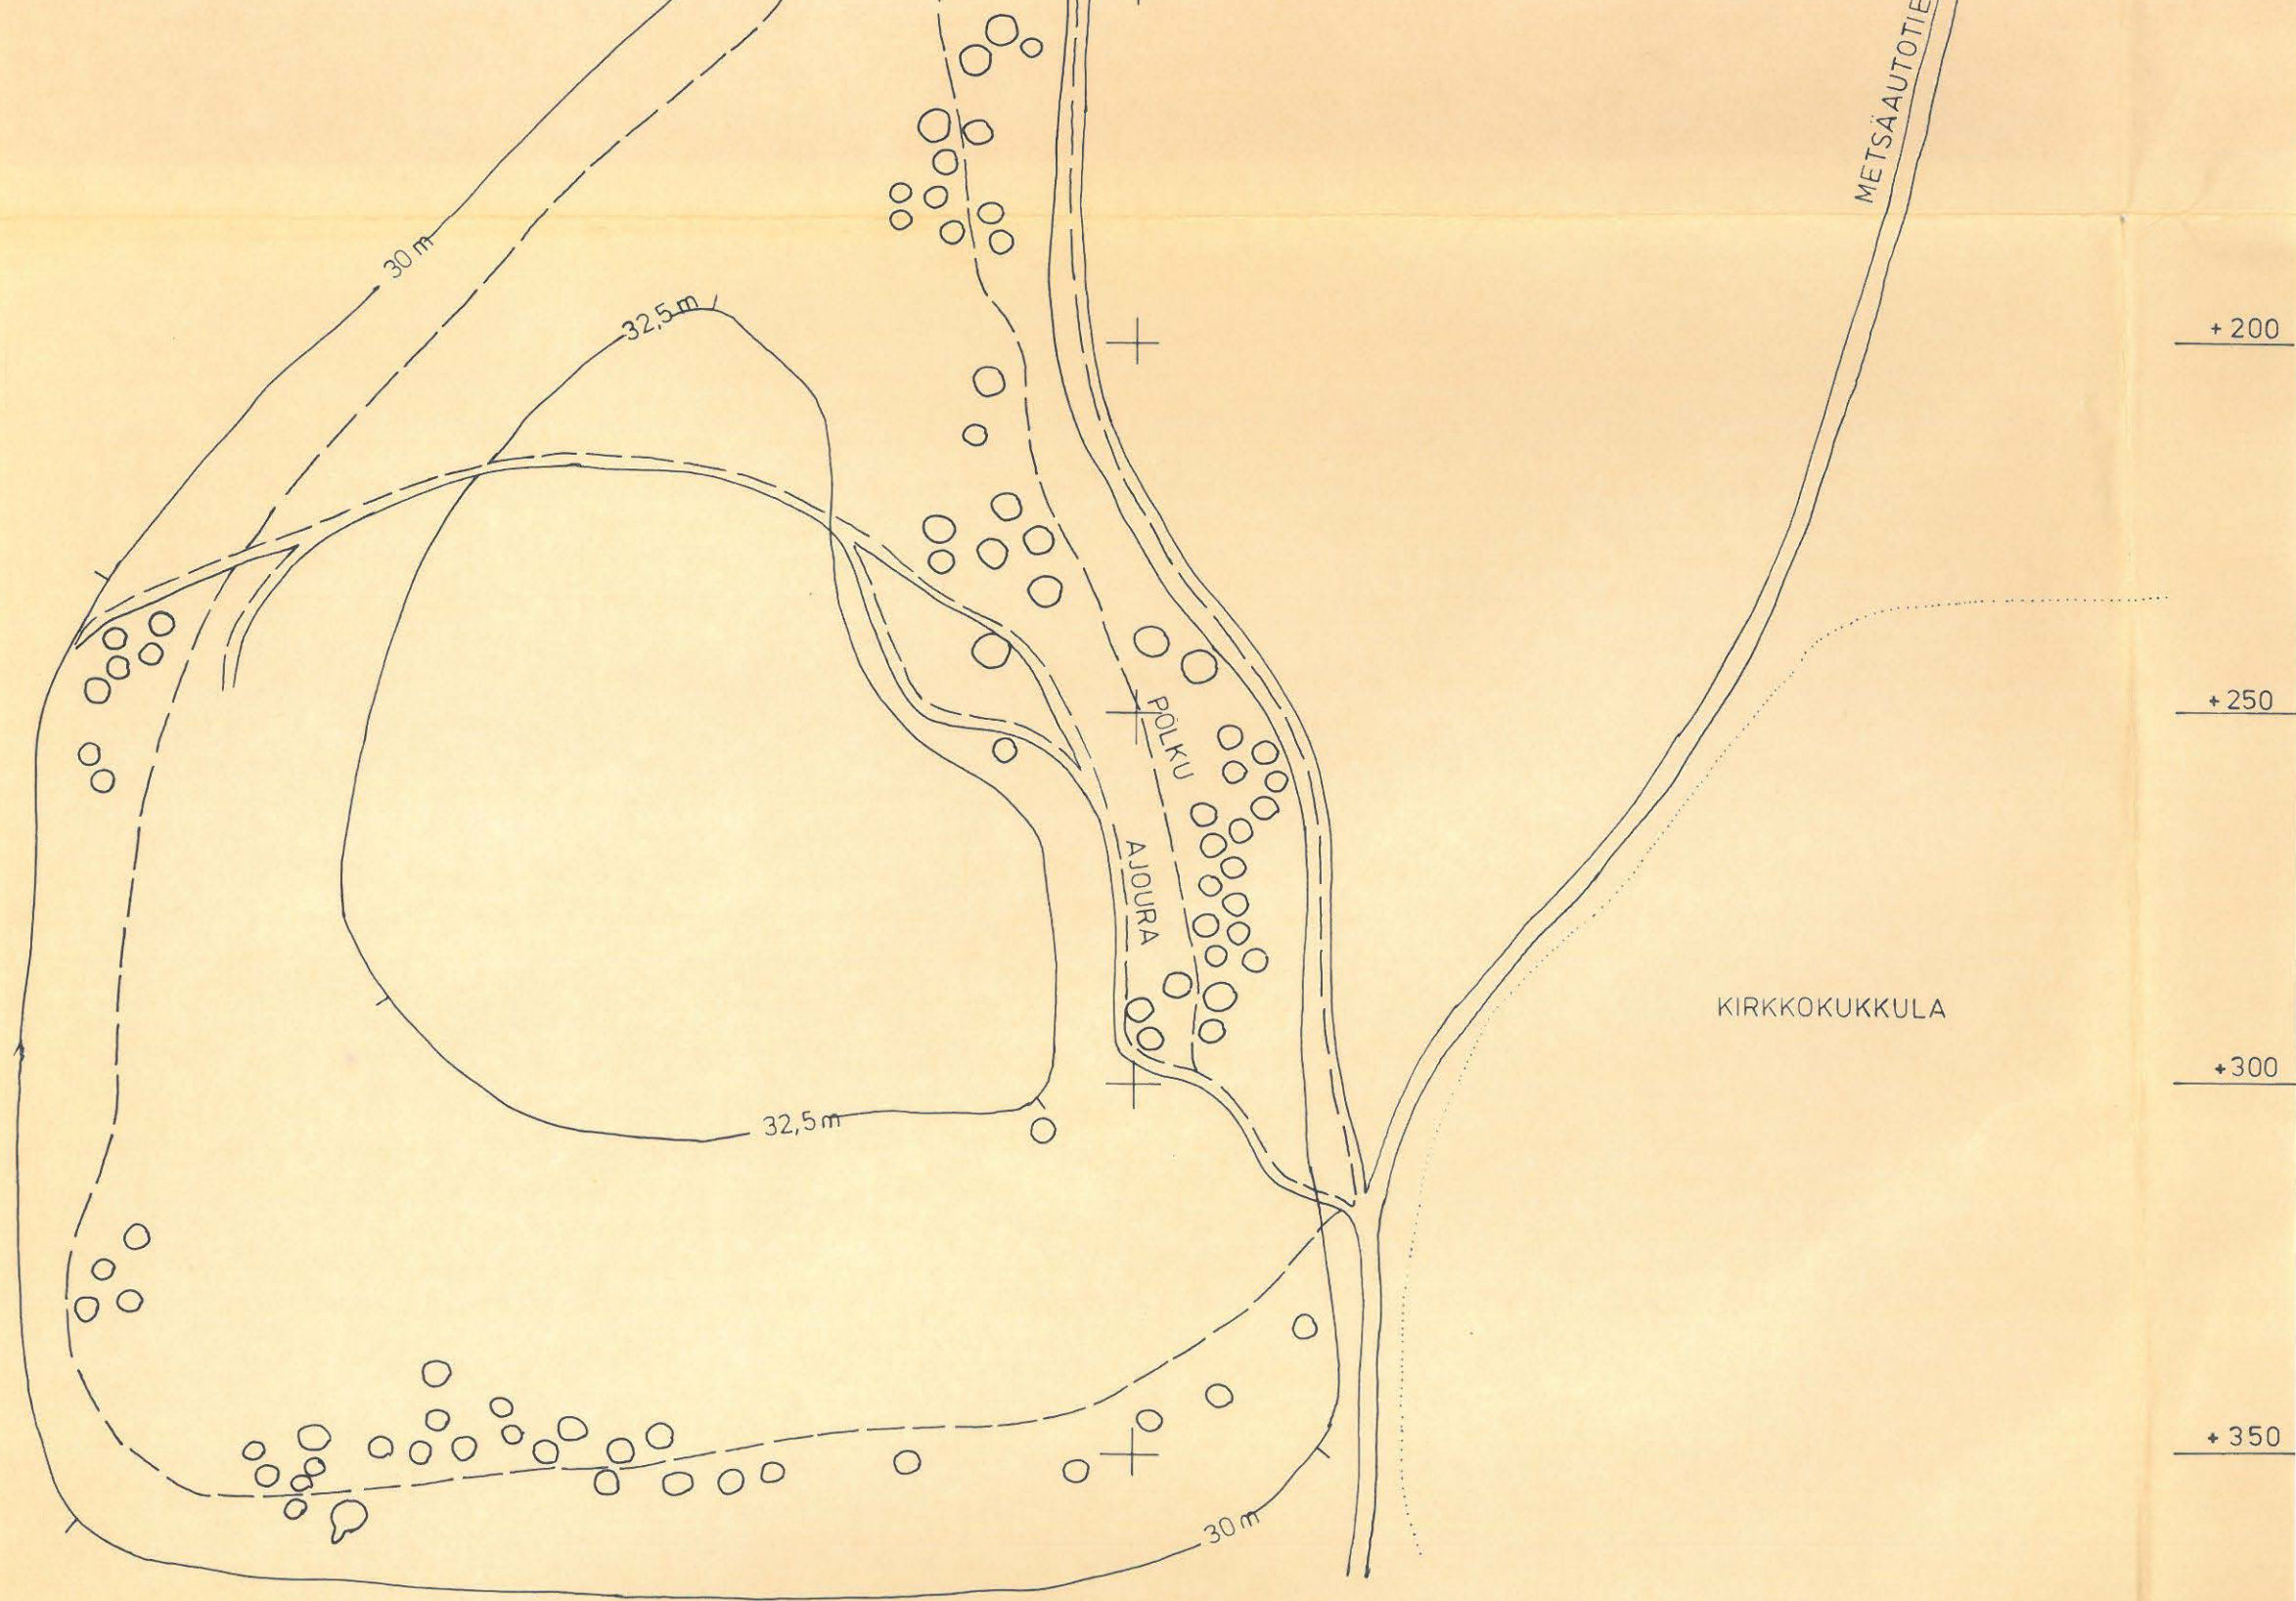 METSÄAUTOTIE
30 m
32,5 m
+ 200
+ 250
POLKU
AJOURA
KIRKKOKUKKULA
+ 300
32,5 m
+ 350
30 m